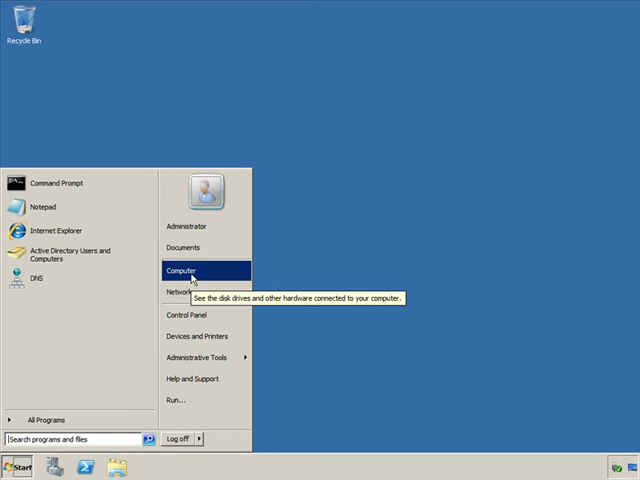 Recycle Bin
Command Prompt
Notepad
Internet Explorer
Active Directory Users and
Computers
DNS
All Programs
Search programs and files
Administrator
Documents
Computer
Network
See the disk drives and other hardware connected to your computer.
Control Panel
Devices and Printers
Administrative Tools
Help and Support
Run...
Log off
Start